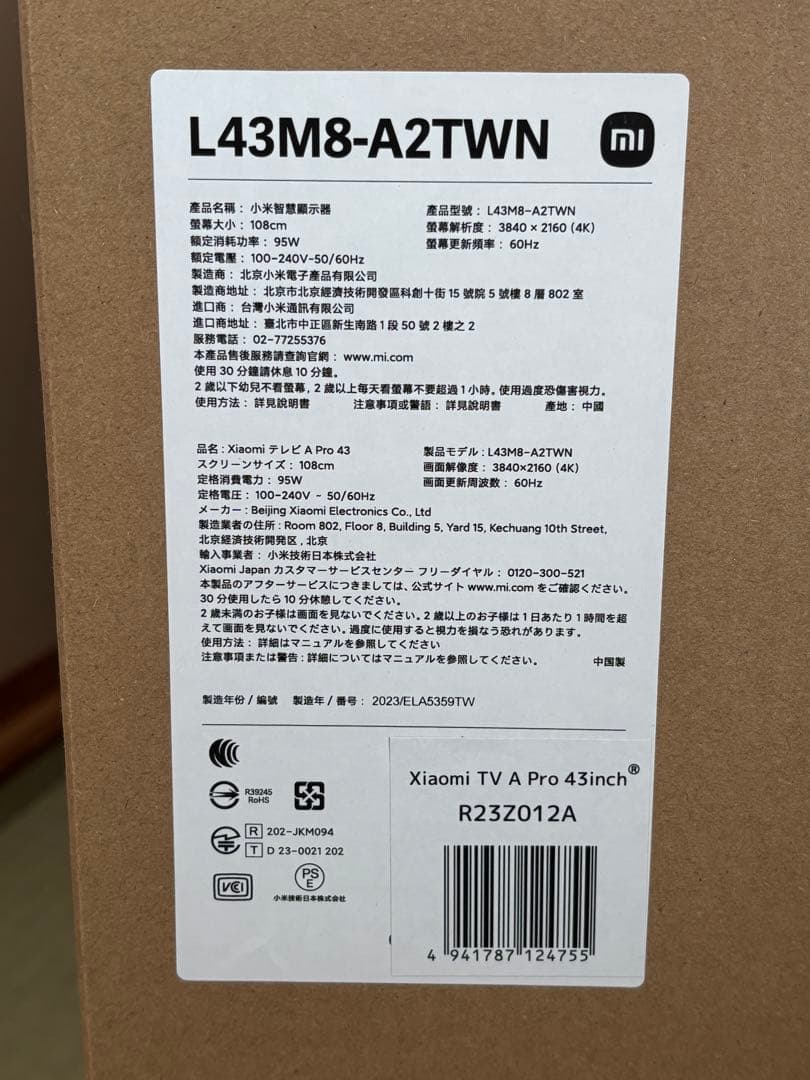 L43M8-A2TWN
mi
產品名稱：小米智慧顯示器
產品型號：L43M8-A2TWN
螢幕大小：108cm
螢幕解析度：3840 × 2160 (4K)
額定消耗功率：95W
螢幕更新頻率：60Hz
額定電壓：100-240V~50/60Hz
製造商：北京小米電子產品有限公司
製造商地址：北京市北京經濟技術開發區科創十街 15 號院 5 號樓 8 層 802 室
進口商：台灣小米通訊有限公司
進口商地址：臺北市中正區新生南路 1 段 50 號 2 樓之 2
服務電話：02-77255376
本產品售後服務請查詢官網：www.mi.com
使用 30 分鐘請休息 10 分鐘。
2 歲以下幼兒不看螢幕，2 歲以上每天看螢幕不要超過 1 小時。使用過度恐傷害視力。
使用方法：詳見說明書 注意事項或警語：詳見說明書 產地：中國
品名：Xiaomi テレビ A Pro 43
製品モデル：L43M8-A2TWN
スクリーンサイズ：108cm
画面解像度：3840×2160 (4K)
定格消費電力：95W
画面更新周波数：60Hz
定格電圧：100-240V ~ 50/60Hz
メーカー：Beijing Xiaomi Electronics Co., Ltd
製造業者の住所：Room 802, Floor 8, Building 5, Yard 15, Kechuang 10th Street,
北京経済技術開発区，北京
輸入事業者：小米技術日本株式会社
Xiaomi Japan カスタマーサービスセンター フリーダイヤル：0120-300-521
本製品のアフターサービスにつきましては、公式サイト www.mi.com をご確認ください。
30 分使用したら 10 分休憩してください。
2 歳未満のお子様は画面を見ないでください。2 歳以上のお子様は 1 日あたり 1 時間を超
えて画面を見ないでください。過度に使用すると視力を損なう恐れがあります。
使用方法：詳細はマニュアルを参照してください
注意事項または警告：詳細についてはマニュアルを参照してください。 中国製
製造年份 / 編號 製造年 / 番号：2023/ELA5359TW
R39245
RoHS
R 202-JKM094
T D 23-0021 202
VCI
PS
E
小米技術日本株式会社
Xiaomi TV A Pro 43inch®
R23Z012A
4 941787 124755